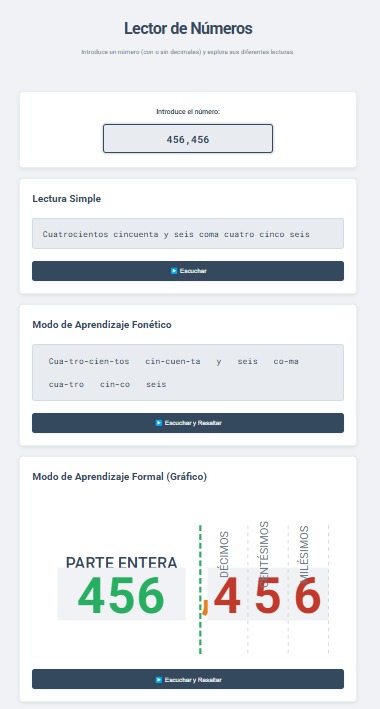 Lector de Números
Introduce un número (con o sin decimales) y explora sus diferentes lecturas.
Introduce el número:
456,456
Lectura Simple
Cuatrocientos cincuenta y seis coma cuatro cinco seis
Escuchar
Modo de Aprendizaje Fonético
Cua-tro-cien-tos cin-cuen-ta y seis co-ma
cua-tro cin-co seis
Escuchar y Resaltar
Modo de Aprendizaje Formal (Gráfico)
PARTE ENTERA
DÉCIMOS
CENTÉSIMOS
MILÉSIMOS
456,456
Escuchar y Resaltar